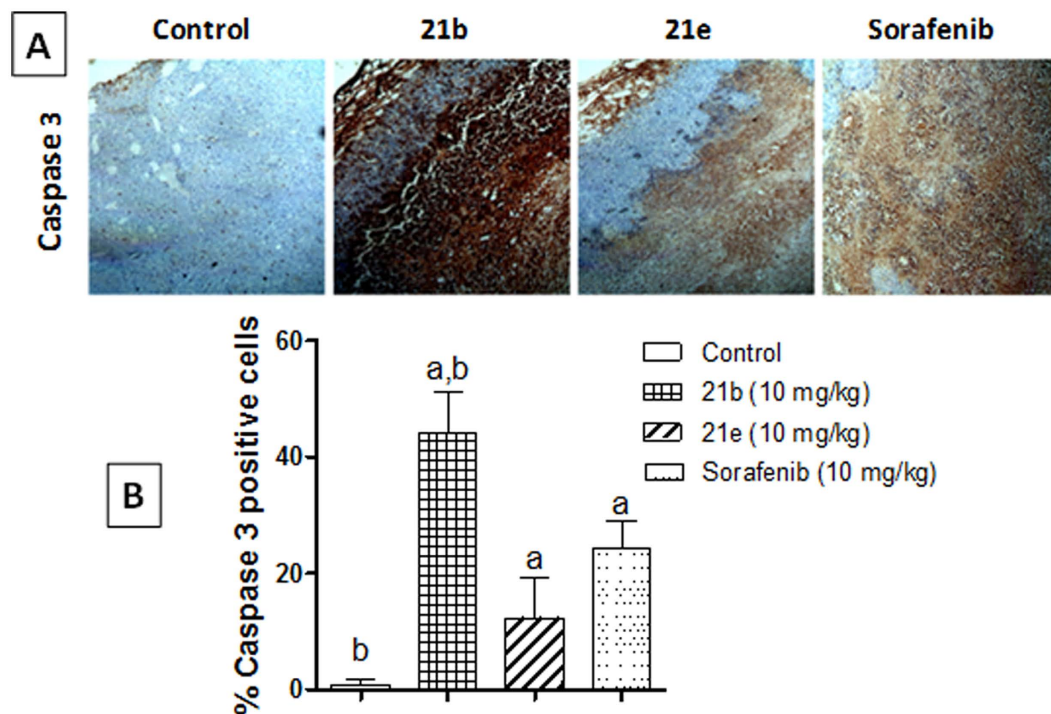 A
Control 21b 21e Sorafenib
Caspase 3
B
% Caspase 3 positive cells
60
40
20
0
b
a,b
a
a
Control
21b (10 mg/kg)
21e (10 mg/kg)
Sorafenib (10 mg/kg)